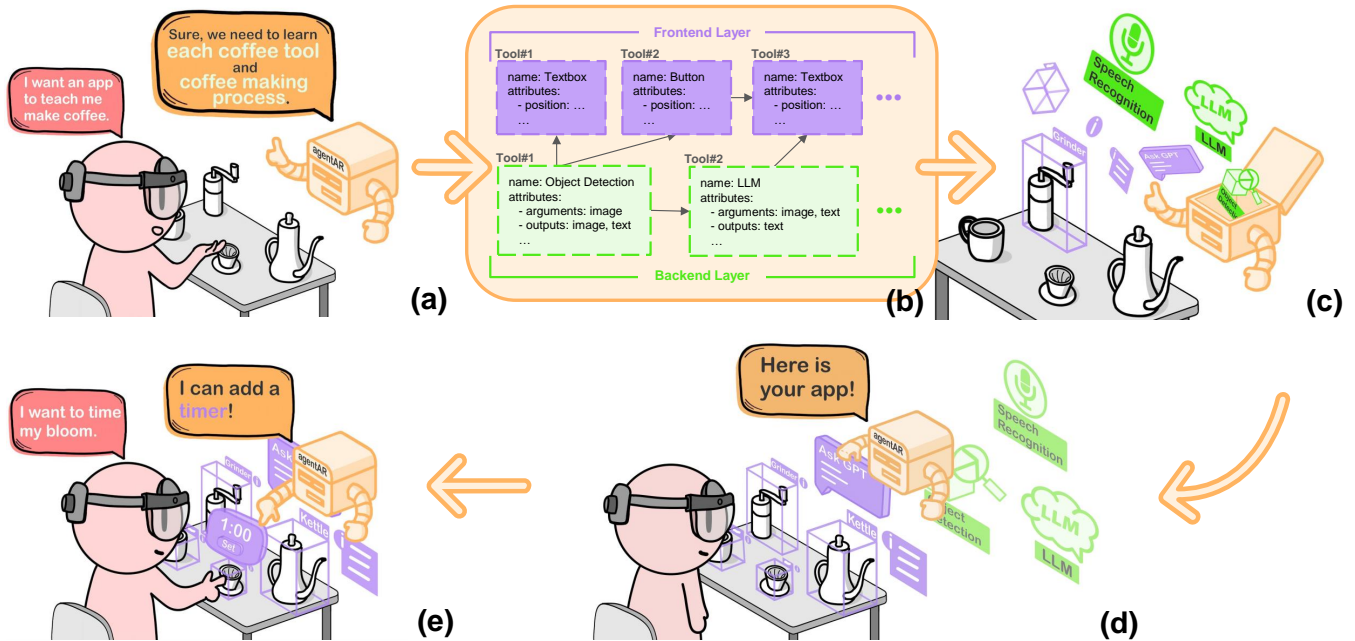 I want an app
to teach me
make coffee.
Sure, we need to learn
each coffee tool
and
coffee making
process.
agentAR
(a)
Frontend Layer
Tool#1
name: Textbox
attributes:
- position: …
…
Tool#2
name: Button
attributes:
- position: …
…
Tool#3
name: Textbox
attributes:
- position: …
…
Tool#1
name: Object Detection
attributes:
- arguments: image
- outputs: image, text
…
Tool#2
name: LLM
attributes:
- arguments: image, text
- outputs: text
…
Backend Layer
(b)
Speech
Recognition
LLM
LLM
Grinder
i
Ask GPT
Object
Detection
(c)
I want to time
my bloom.
I can add a
timer!
Ask
agentAR
Grinder
i
1:00
Set
Kettle
i
(e)
Here is
your app!
agentAR
Ask GPT
Grinder
i
Kettle
i
Speech
Recognition
Object
Detection
LLM
LLM
(d)